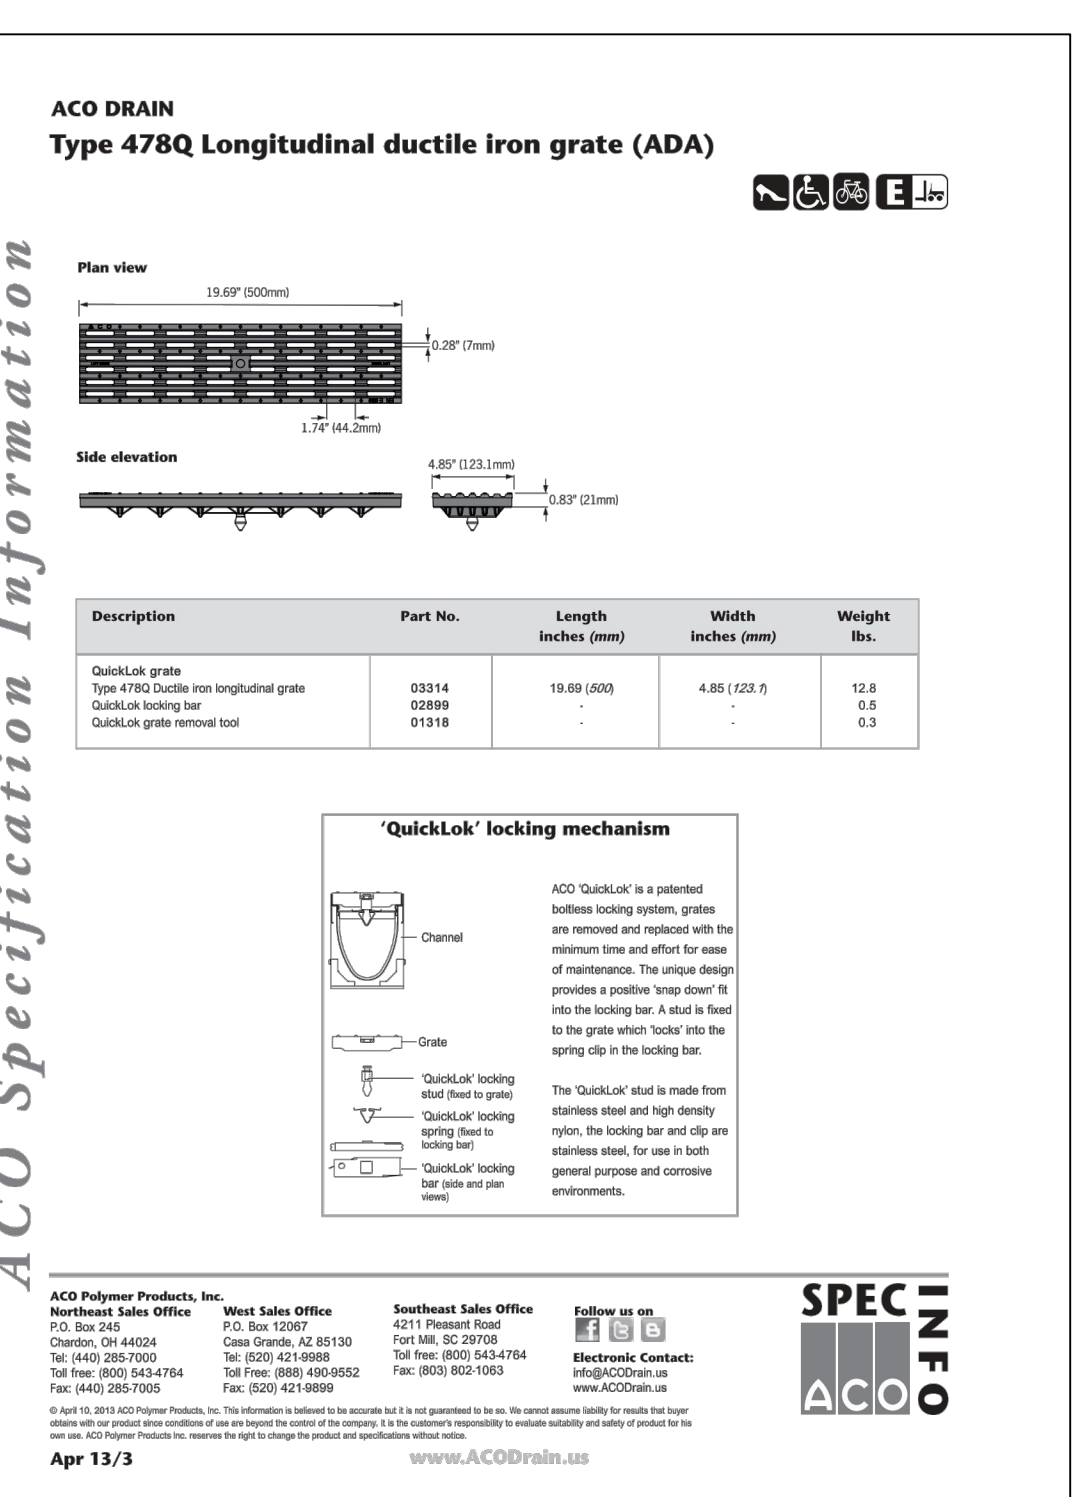 ACO DRAIN
Type 478Q Longitudinal ductile iron grate (ADA)
E
ACO Specification Information
Plan view
19.69" (500mm)
0.28" (7mm)
1.74" (44.2mm)
Side elevation
4.85" (123.1mm)
0.83" (21mm)
Description Part No. Length Width Weight
inches (mm) inches (mm) lbs.
QuickLok grate
Type 478Q Ductile iron longitudinal grate 03314 19.69 (500) 4.85 (123.1) 12.8
QuickLok locking bar 02899 - - 0.5
QuickLok grate removal tool 01318 - - 0.3
'QuickLok' locking mechanism
Channel
Grate
'QuickLok' locking
stud (fixed to grate)
'QuickLok' locking
spring (fixed to
locking bar)
'QuickLok' locking
bar (side and plan
views)
ACO 'QuickLok' is a patented
boltless locking system, grates
are removed and replaced with the
minimum time and effort for ease
of maintenance. The unique design
provides a positive 'snap down' fit
into the locking bar. A stud is fixed
to the grate which 'locks' into the
spring clip in the locking bar.
The 'QuickLok' stud is made from
stainless steel and high density
nylon, the locking bar and clip are
stainless steel, for use in both
general purpose and corrosive
environments.
ACO Polymer Products, Inc.
Northeast Sales Office
P.O. Box 245
Chardon, OH 44024
Tel: (440) 285-7000
Toll free: (800) 543-4764
Fax: (440) 285-7005
West Sales Office
P.O. Box 12067
Casa Grande, AZ 85130
Tel: (520) 421-9988
Toll Free: (888) 490-9552
Fax: (520) 421-9899
Southeast Sales Office
4211 Pleasant Road
Fort Mill, SC 29708
Toll free: (800) 543-4764
Fax: (803) 802-1063
Follow us on
Electronic Contact:
info@ACODrain.us
www.ACODrain.us
SPEC
INFO
ACO
© April 10, 2013 ACO Polymer Products, Inc. This information is believed to be accurate but it is not guaranteed to be so. We cannot assume liability for results that buyer
obtains with our product since conditions of use are beyond the control of the company. It is the customer's responsibility to evaluate suitability and safety of product for his
own use. ACO Polymer Products Inc. reserves the right to change the product and specifications without notice.
Apr 13/3
www.ACODrain.us